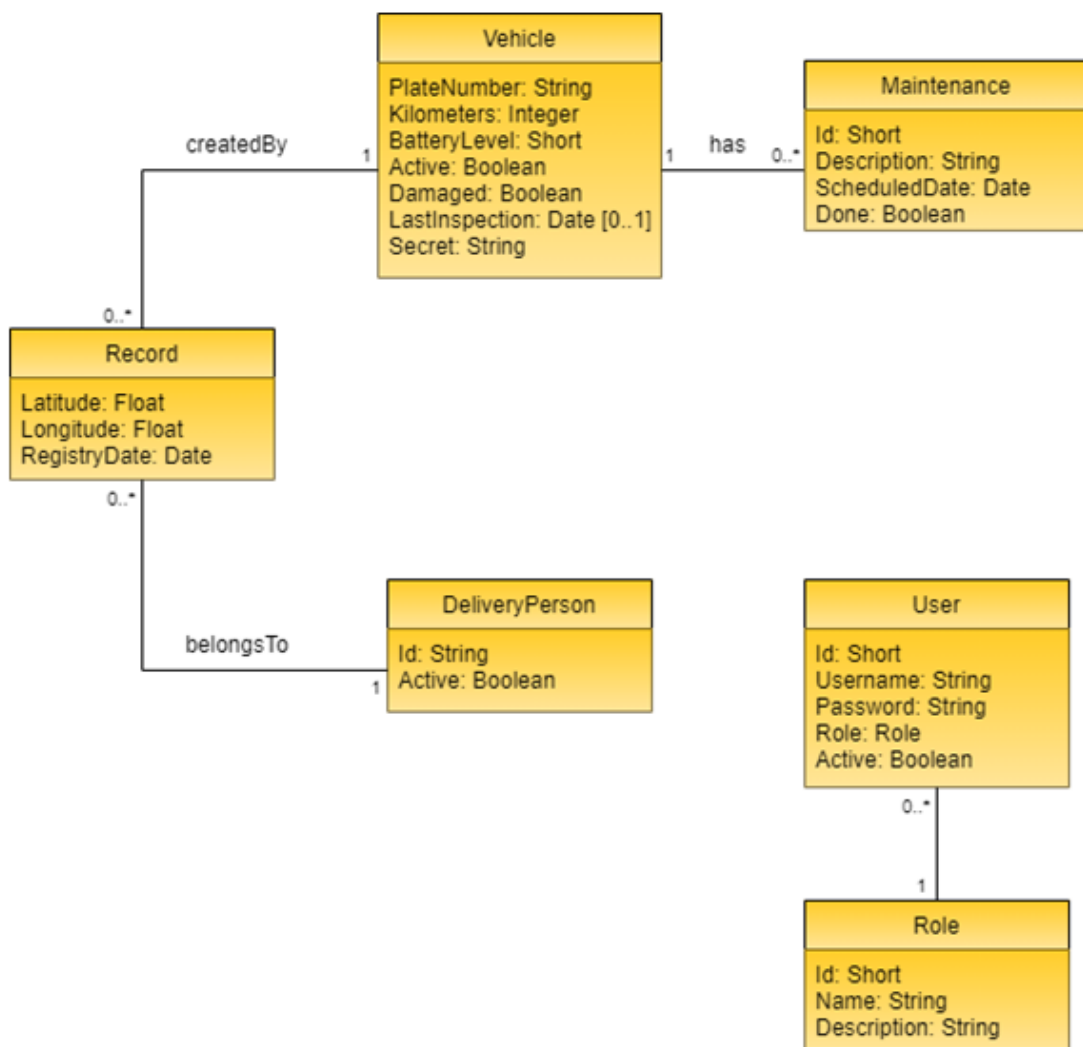 Vehicle
PlateNumber: String
Kilometers: Integer
BatteryLevel: Short
Active: Boolean
Damaged: Boolean
LastInspection: Date [0..1]
Secret: String
Maintenance
Id: Short
Description: String
ScheduledDate: Date
Done: Boolean
createdBy
1
1
has
0..*
0..*
Record
Latitude: Float
Longitude: Float
RegistryDate: Date
0..*
belongsTo
1
DeliveryPerson
Id: String
Active: Boolean
User
Id: Short
Username: String
Password: String
Role: Role
Active: Boolean
0..*
1
Role
Id: Short
Name: String
Description: String